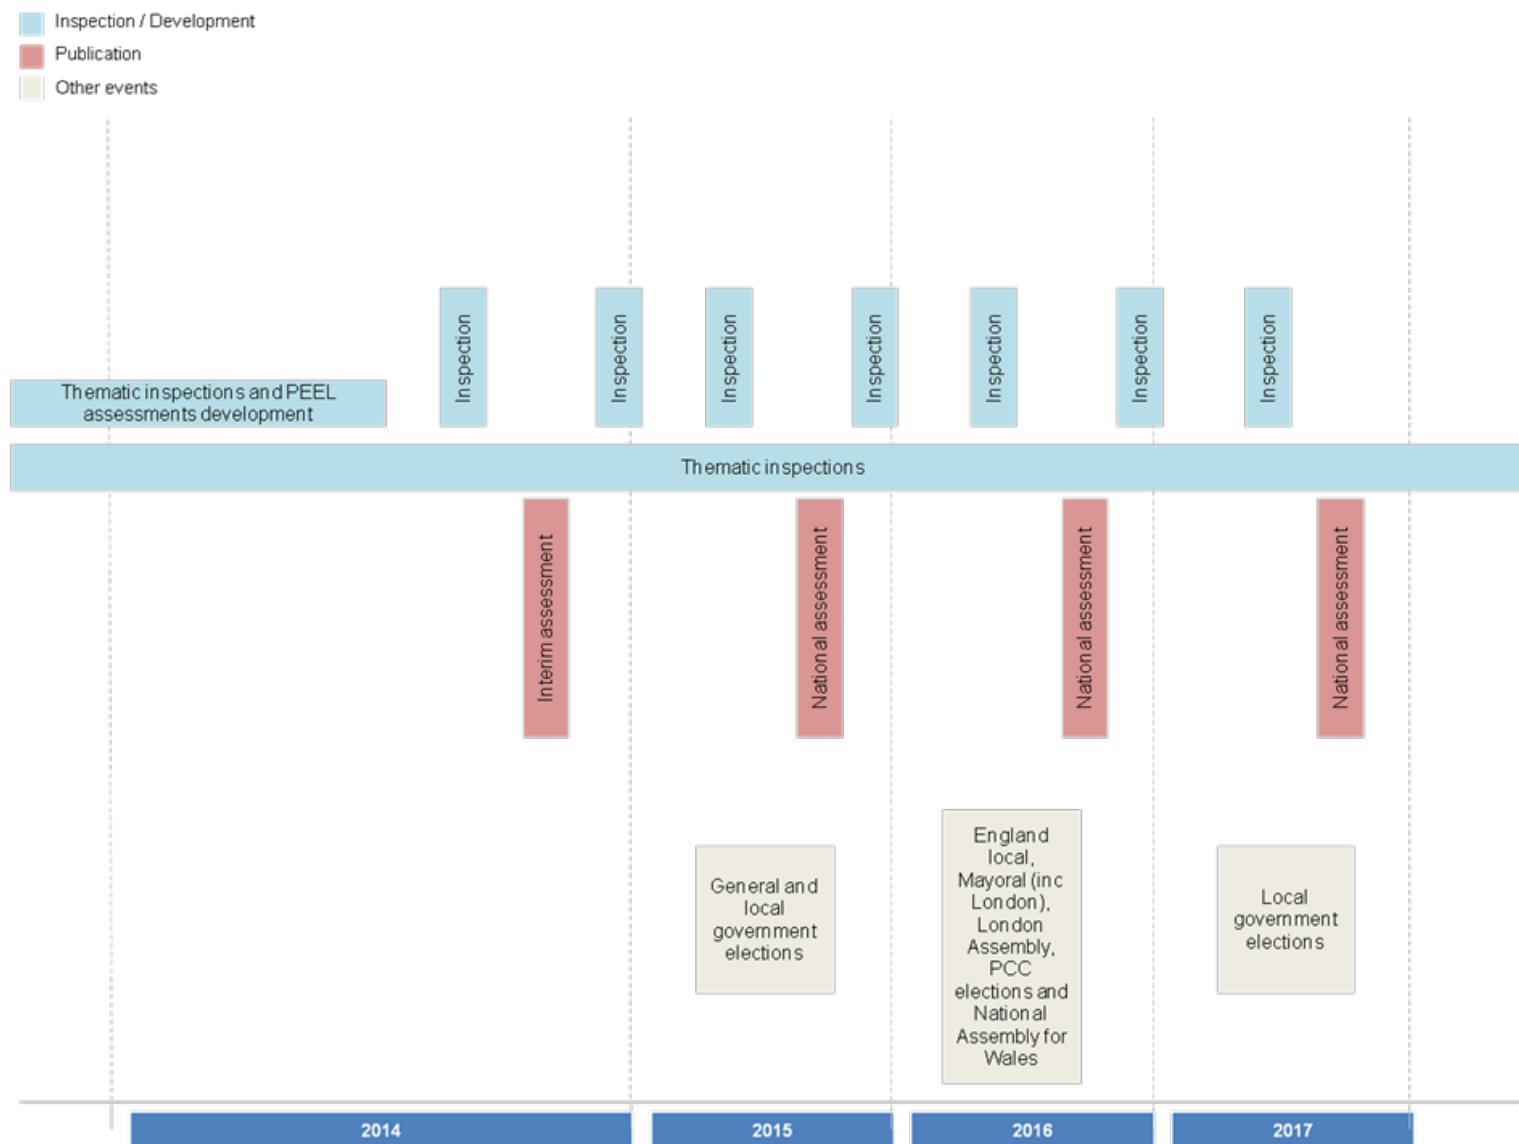 Inspection / Development
Publication
Other events
Inspection
Inspection
Inspection
Inspection
Inspection
Inspection
Inspection
Thematic inspections and PEEL
assessments development
Thematic inspections
Interim assessment
National assessment
National assessment
National assessment
General and
local
government
elections
England
local,
Mayoral (inc
London),
London
Assembly,
PCC
elections and
National
Assembly for
Wales
Local
government
elections
2014
2015
2016
2017